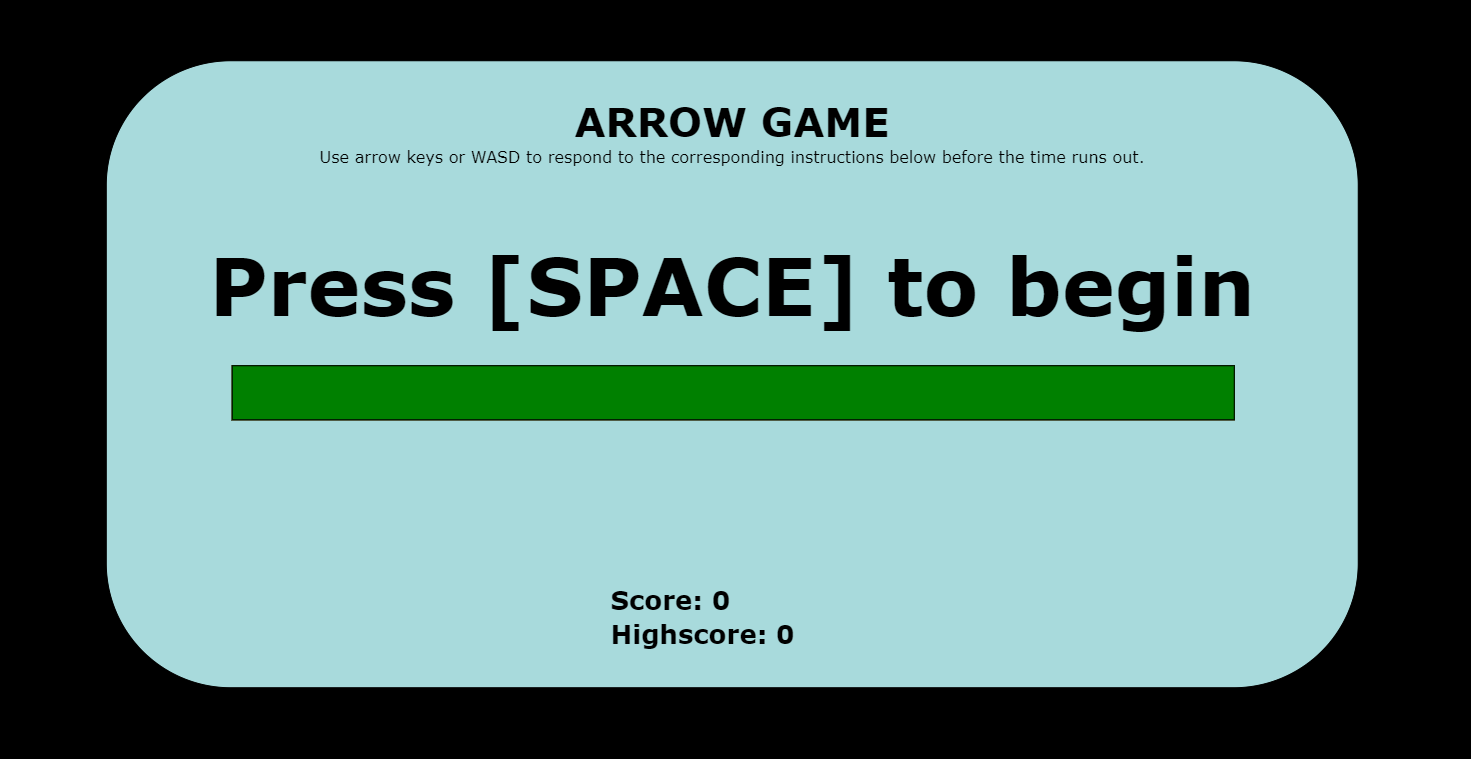 ARROW GAME
Use arrow keys or WASD to respond to the corresponding instructions below before the time runs out.
Press [SPACE] to begin
Score: 0
Highscore: 0